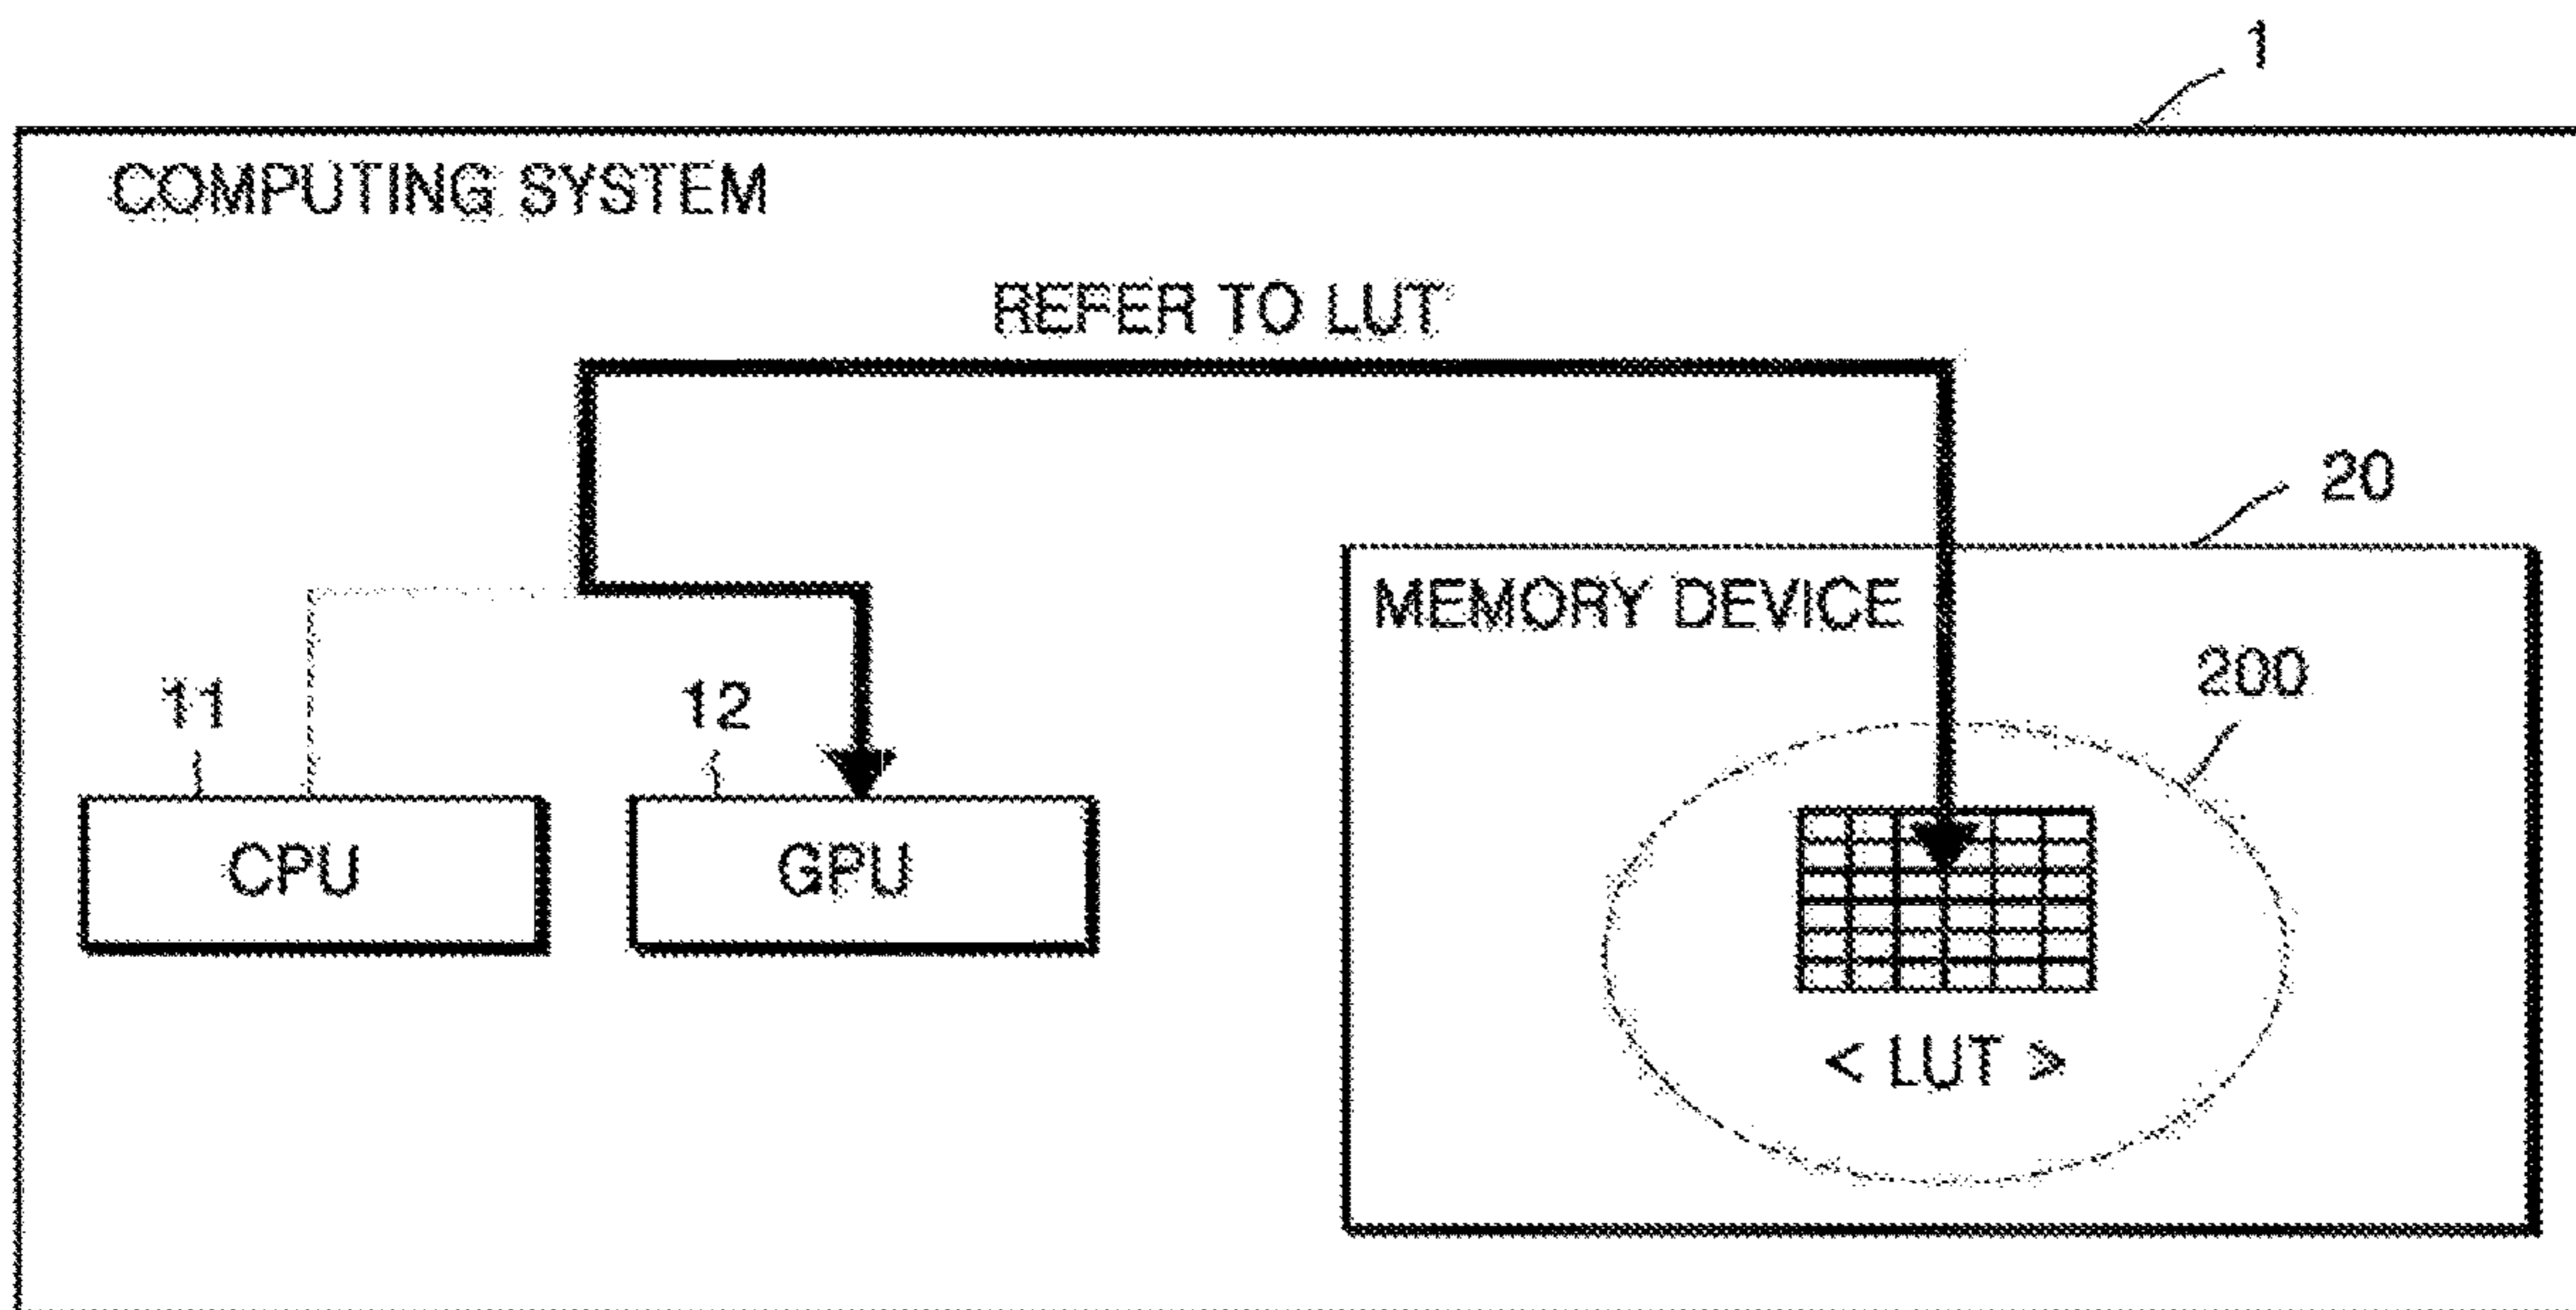 1
COMPUTING SYSTEM
REFER TO LUT
20
MEMORY DEVICE
200
11
12
CPU
GPU
< LUT >